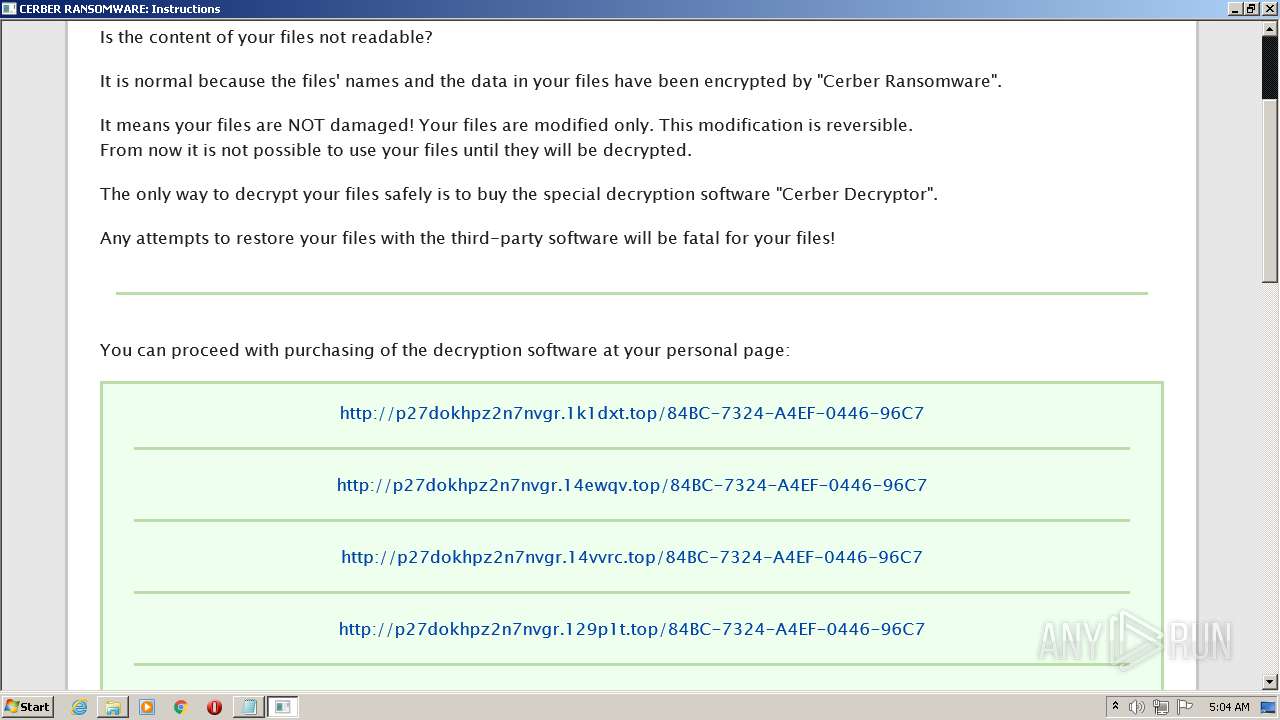 CERBER RANSOMWARE: Instructions
Is the content of your files not readable?
It is normal because the files' names and the data in your files have been encrypted by "Cerber Ransomware".
It means your files are NOT damaged! Your files are modified only. This modification is reversible.
From now it is not possible to use your files until they will be decrypted.
The only way to decrypt your files safely is to buy the special decryption software "Cerber Decryptor".
Any attempts to restore your files with the third-party software will be fatal for your files!
You can proceed with purchasing of the decryption software at your personal page:
http://p27dokhpz2n7nvgr.1k1dxt.top/84BC-7324-A4EF-0446-96C7
http://p27dokhpz2n7nvgr.14ewqv.top/84BC-7324-A4EF-0446-96C7
http://p27dokhpz2n7nvgr.14vvrc.top/84BC-7324-A4EF-0446-96C7
http://p27dokhpz2n7nvgr.129p1t.top/84BC-7324-A4EF-0446-96C7
ANY RUN
Start
5:04 AM